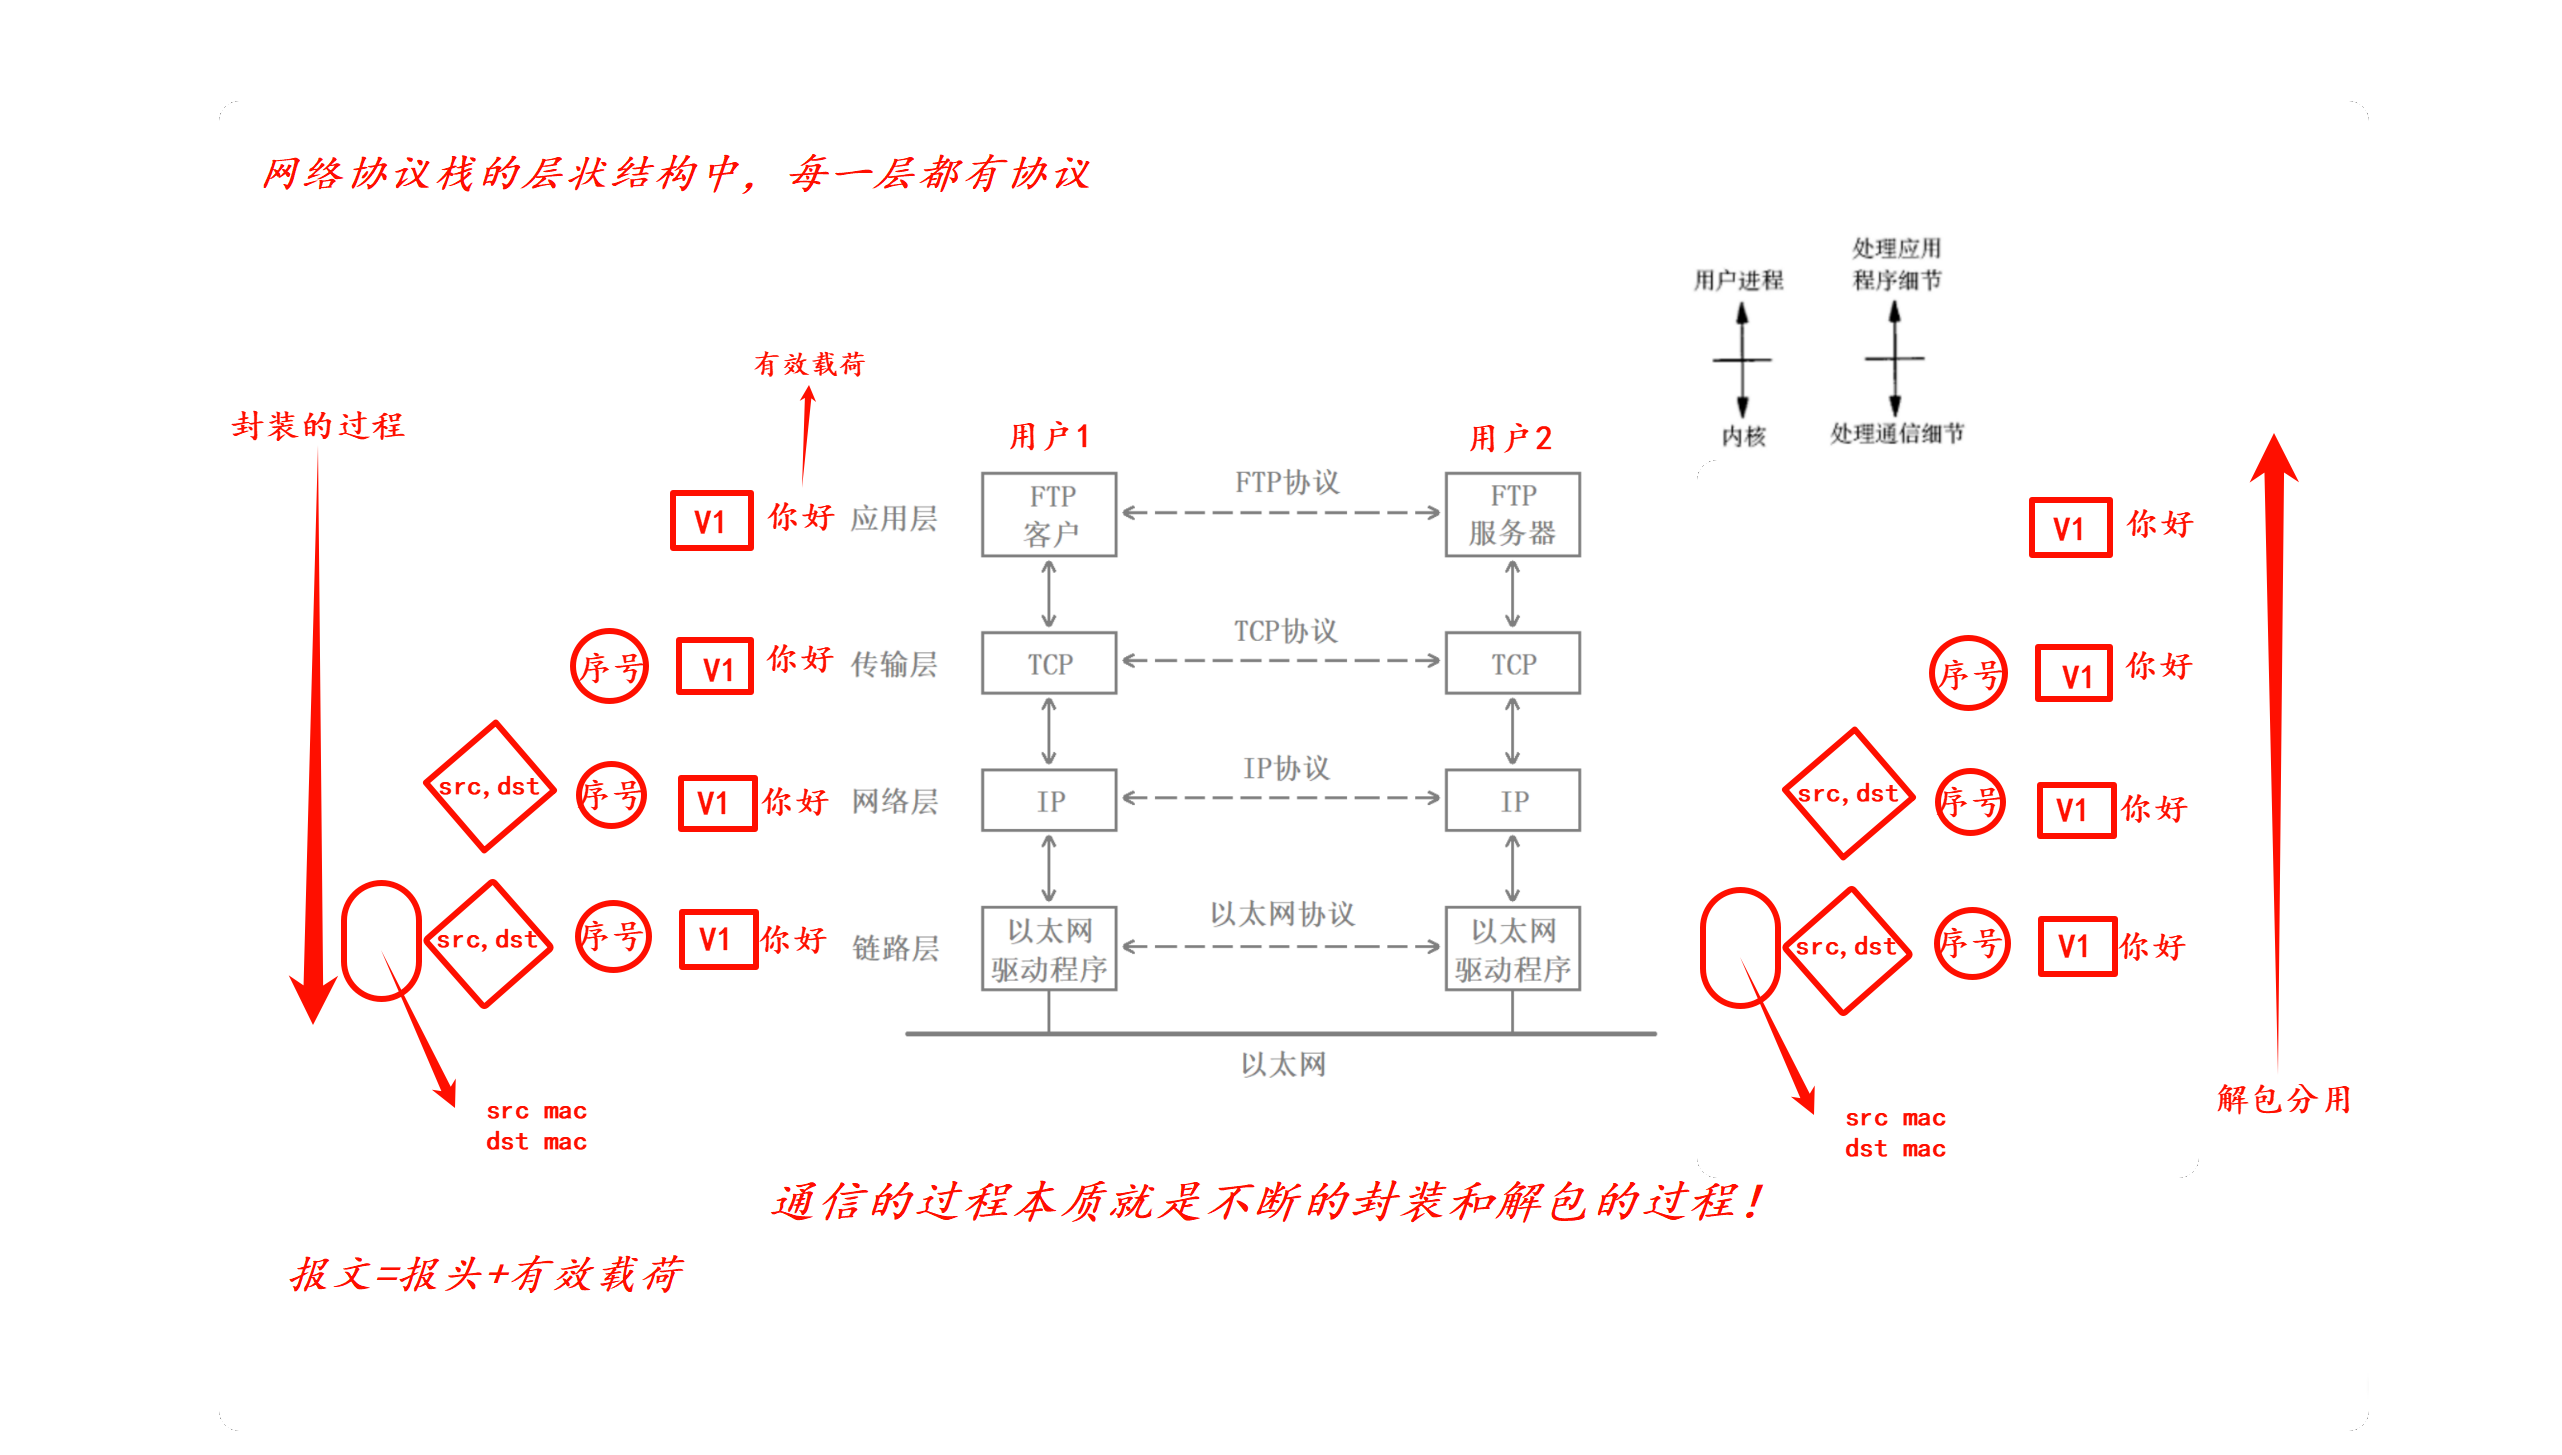 网络协议栈的层状结构中，每一层都有协议
处理应用
程序细节
用户进程
内核
处理通信细节
有效载荷
封装的过程
用户1
用户2
V1 你好 应用层
FTP
客户
FTP协议
FTP
服务器
V1 你好
序号 V1 你好 传输层
TCP
TCP协议
TCP
序号 V1 你好
src,dst 序号 V1 你好 网络层
IP
IP协议
IP
src,dst 序号 V1 你好
src,dst 序号 V1 你好 链路层
以太网
驱动程序
以太网协议
以太网
驱动程序
src,dst 序号 V1 你好
以太网
src mac
dst mac
src mac
dst mac
解包分用
通信的过程本质就是不断的封装和解包的过程！
报文=报头+有效载荷